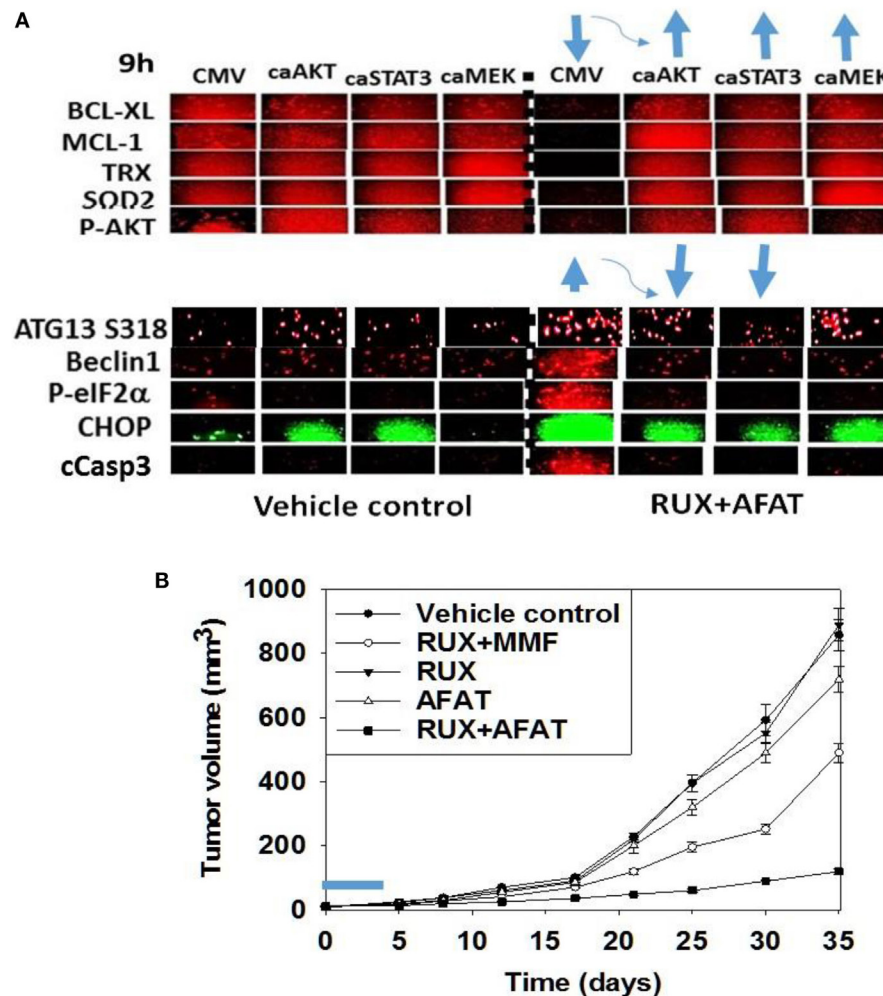 A
9h
CMV caAKT caSTAT3 caMEK CMV caAKT caSTAT3 caMEK
BCL-XL
MCL-1
TRX
SOD2
P-AKT
ATG13 S318
Beclin1
P-eIF2α
CHOP
cCasp3
Vehicle control RUX+AFAT
B
1000
800
600
400
200
0
Tumor volume (mm³)
Vehicle control
RUX+MMF
RUX
AFAT
RUX+AFAT
0 5 10 15 20 25 30 35
Time (days)